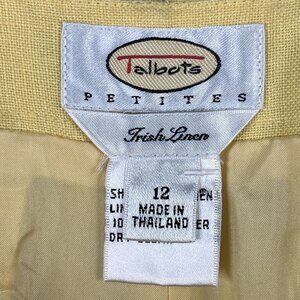 Talbots
PETITES
Irish Linen
12
MADE IN
THAILAND